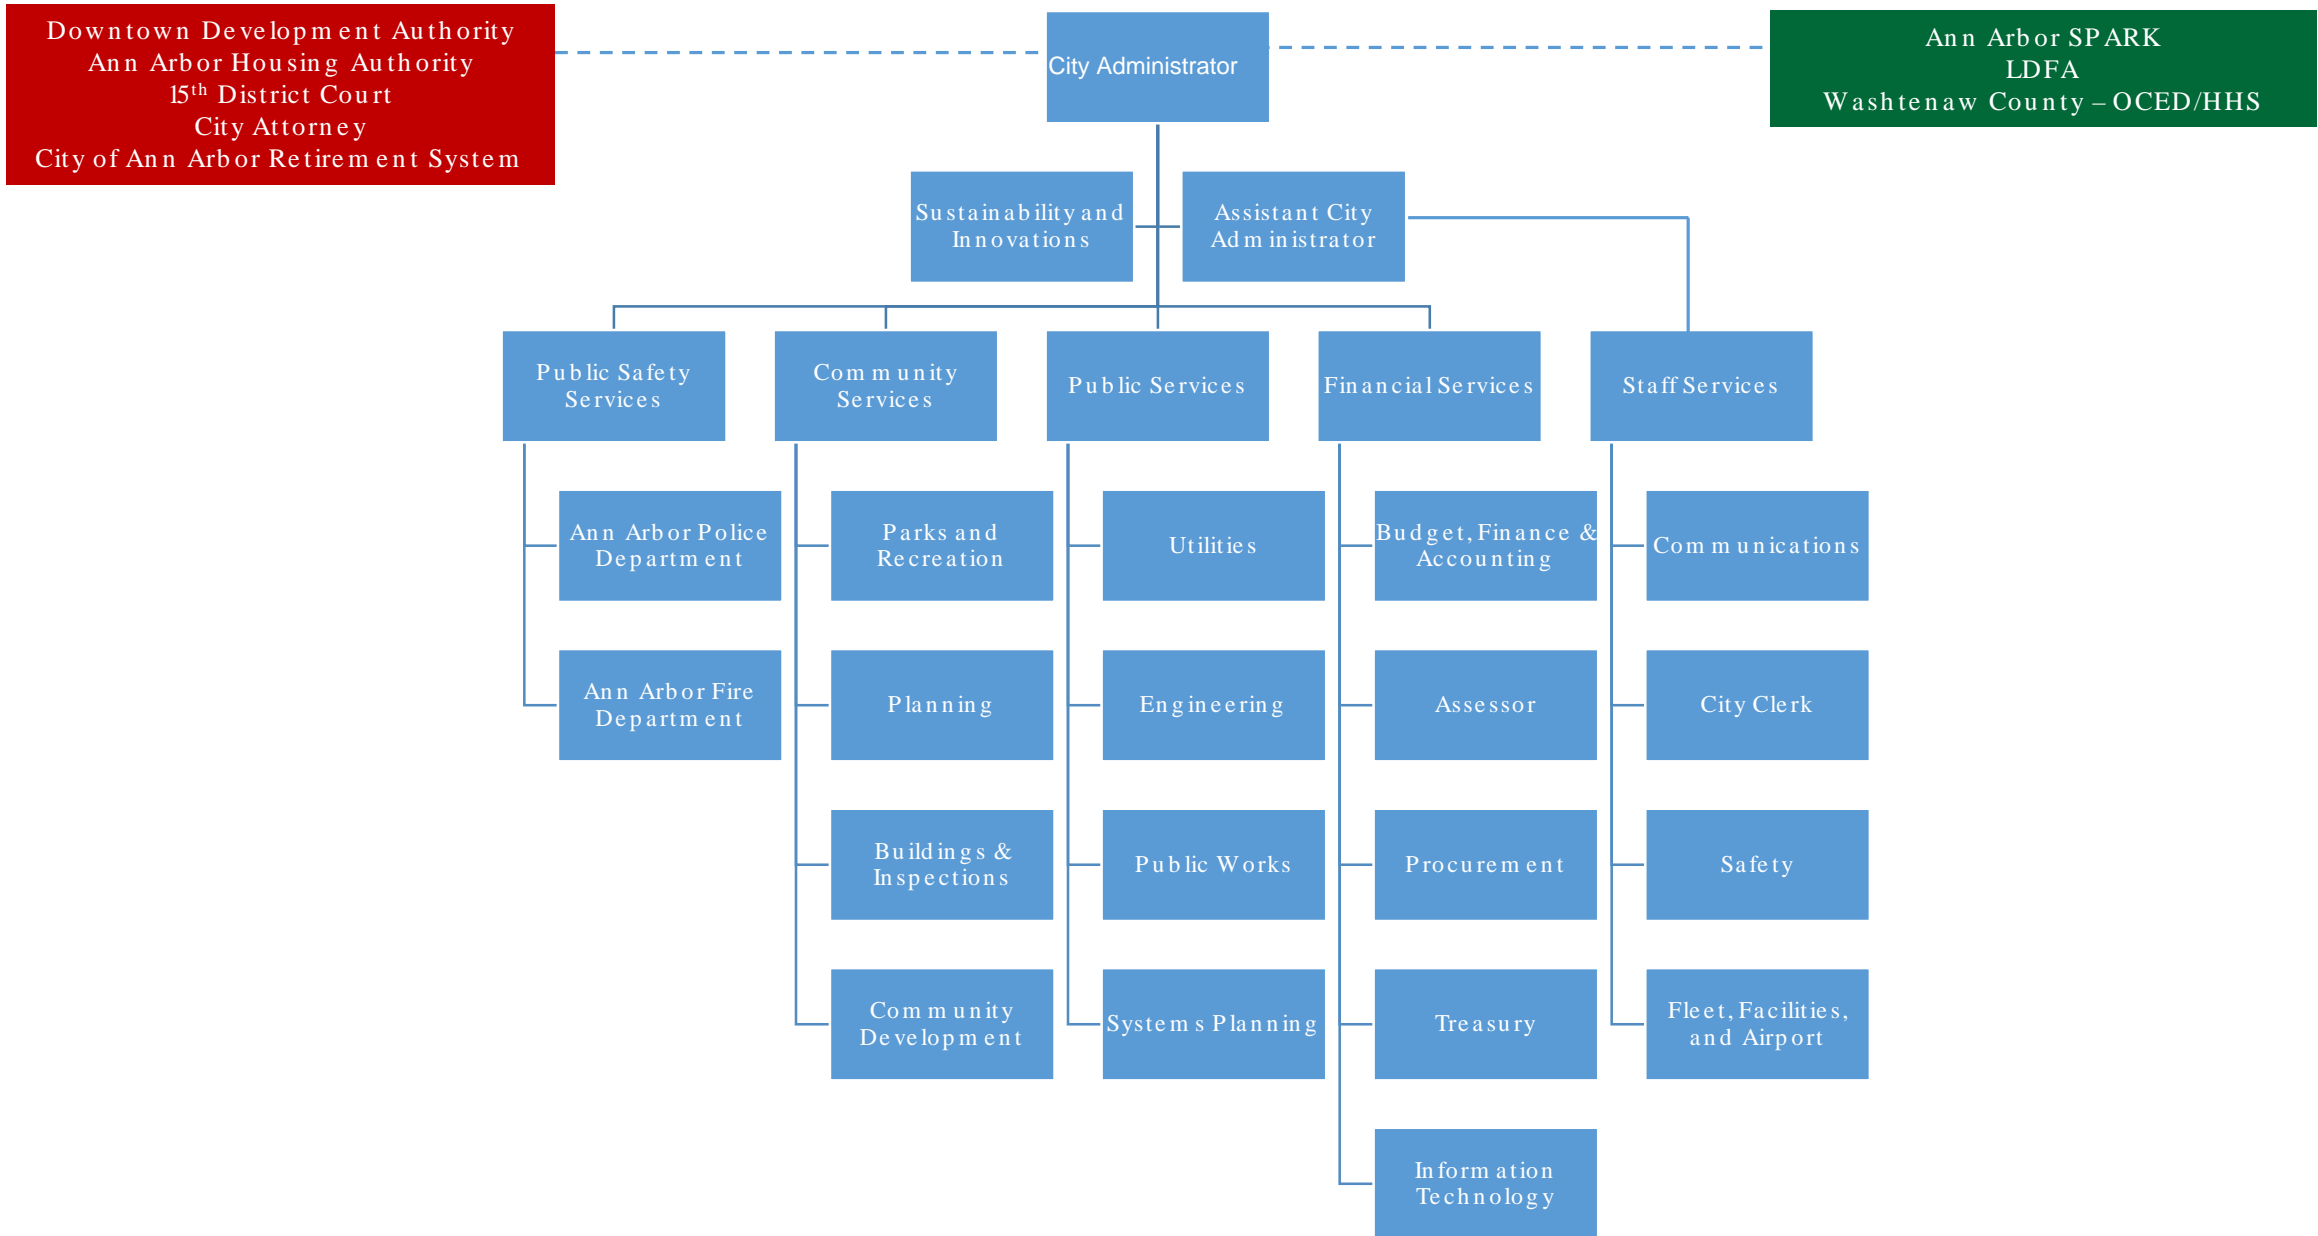 Downtown Development Authority
Ann Arbor Housing Authority
15th District Court
City Attorney
City of Ann Arbor Retirement System
City Administrator
Ann Arbor SPARK
LDFA
Washtenaw County – OCED/HHS
Sustainability and
Innovations
Assistant City
Administrator
Public Safety
Services
Community
Services
Public Services
Financial Services
Staff Services
Ann Arbor Police
Department
Parks and
Recreation
Utilities
Budget, Finance &
Accounting
Communications
Ann Arbor Fire
Department
Planning
Engineering
Assessor
City Clerk
Buildings &
Inspections
Public Works
Procurement
Safety
Community
Development
Systems Planning
Treasury
Fleet, Facilities,
and Airport
Information
Technology